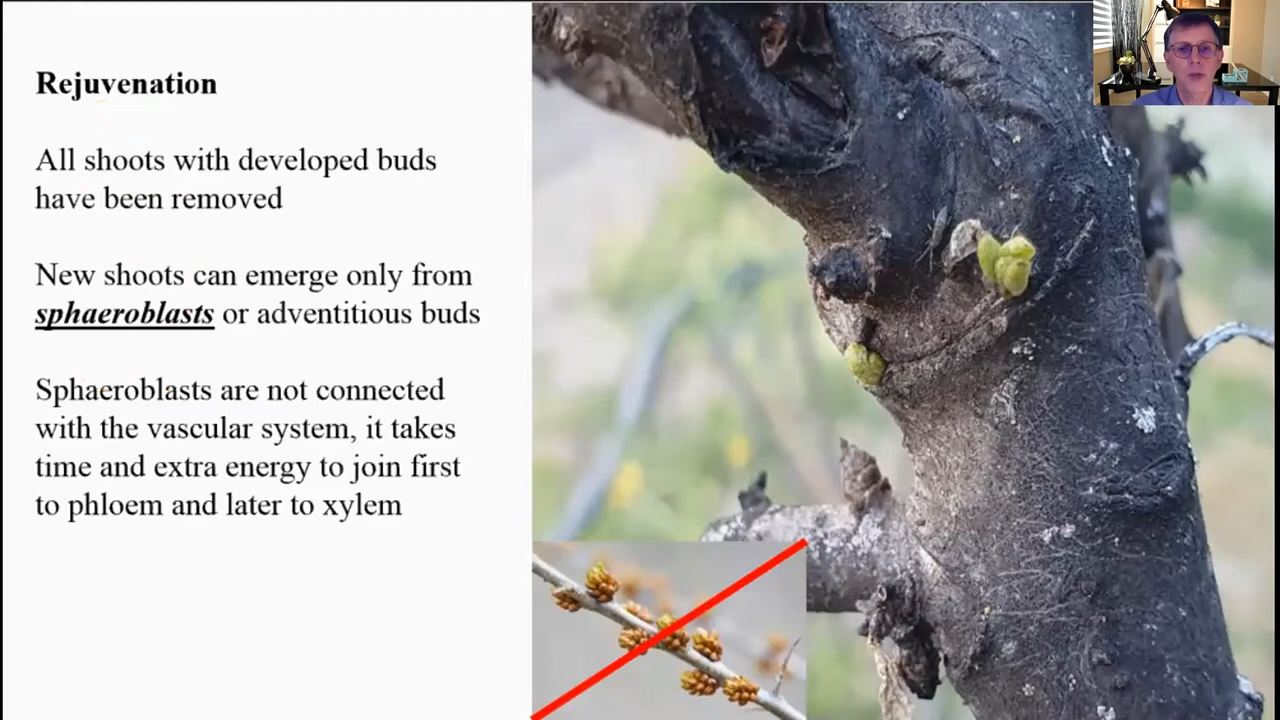 Rejuvenation
All shoots with developed buds
have been removed
New shoots can emerge only from
sphaeroblasts or adventitious buds
Sphaeroblasts are not connected
with the vascular system, it takes
time and extra energy to join first
to phloem and later to xylem